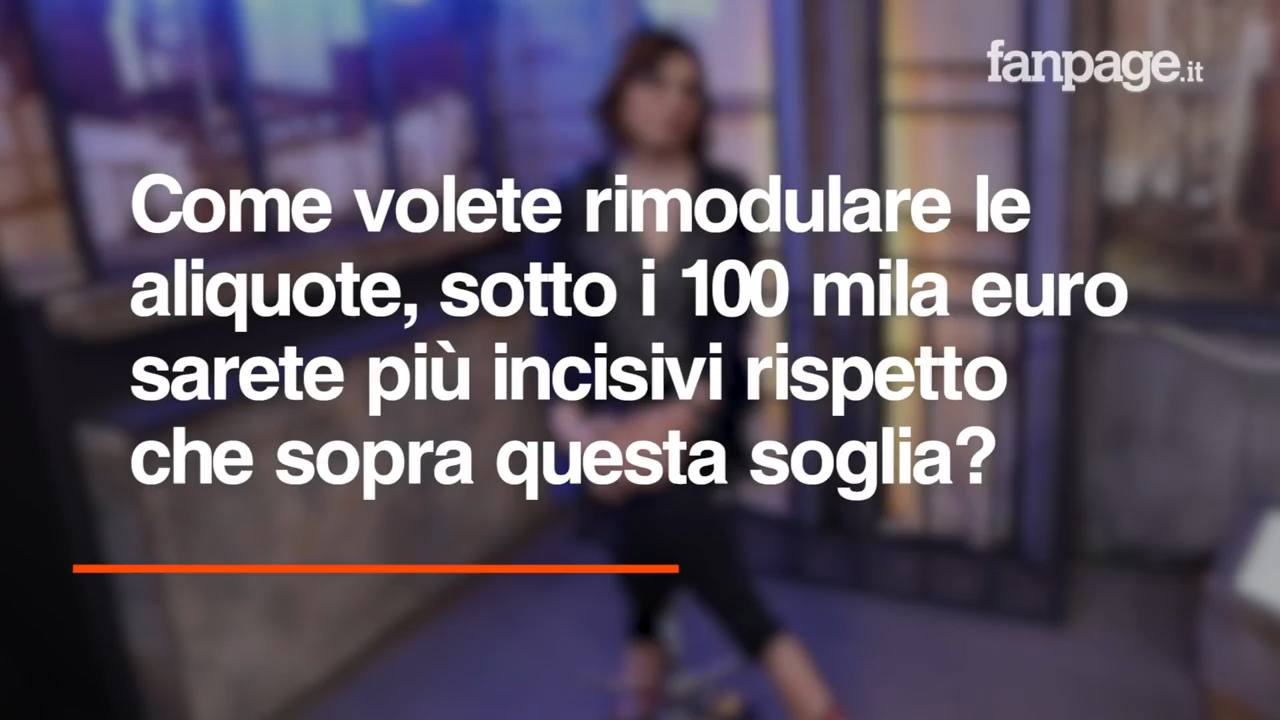 fanpage.it
Come volete rimodulare le
aliquote, sotto i 100 mila euro
sarete più incisivi rispetto
che sopra questa soglia?